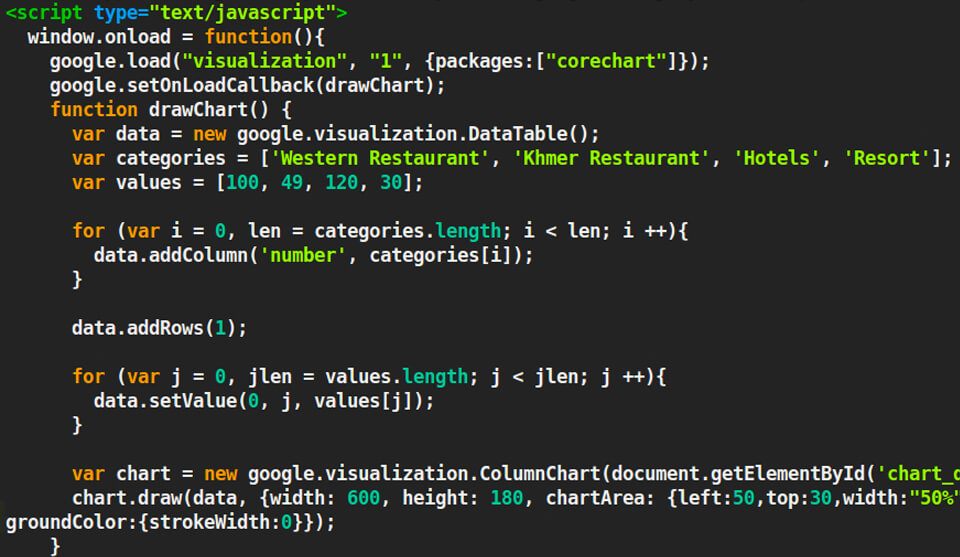 <script type="text/javascript">
window.onload = function(){
google.load("visualization", "1", {packages:["corechart"]});
google.setOnLoadCallback(drawChart);
function drawChart() {
var data = new google.visualization.DataTable();
var categories = ['Western Restaurant', 'Khmer Restaurant', 'Hotels', 'Resort'];
var values = [100, 49, 120, 30];
for (var i = 0, len = categories.length; i < len; i ++){
data.addColumn('number', categories[i]);
}
data.addRows(1);
for (var j = 0, jlen = values.length; j < jlen; j ++){
data.setValue(0, j, values[j]);
}
var chart = new google.visualization.ColumnChart(document.getElementById('chart_d
chart.draw(data, {width: 600, height: 180, chartArea: {left:50,top:30,width:"50%"
groundColor:{strokeWidth:0}});
}